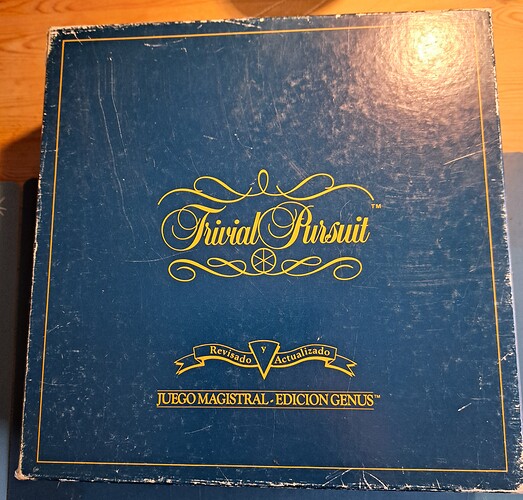 Trivial Pursuit™
Revisado y Actualizado
JUEGO MAGISTRAL - EDICION GENUS™